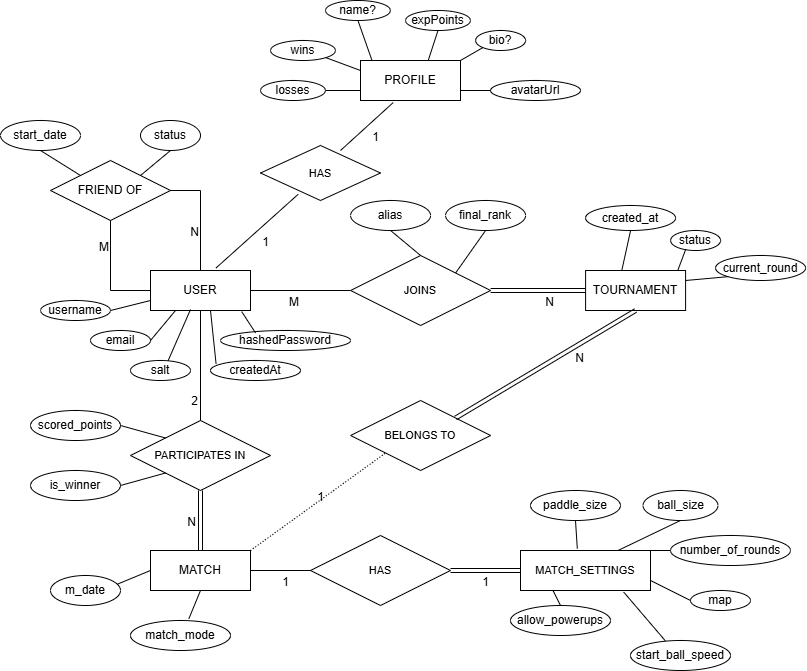 name?
expPoints
wins
bio?
PROFILE
losses
avatarUrl
1
start_date
status
HAS
FRIEND OF
alias
final_rank
created_at
N
status
M
1
current_round
USER
JOINS
TOURNAMENT
M
N
username
email
hashedPassword
salt
createdAt
N
2
scored_points
BELONGS TO
PARTICIPATES IN
is_winner
1
paddle_size
ball_size
N
number_of_rounds
MATCH
HAS
MATCH_SETTINGS
1
1
m_date
map
allow_powerups
match_mode
start_ball_speed